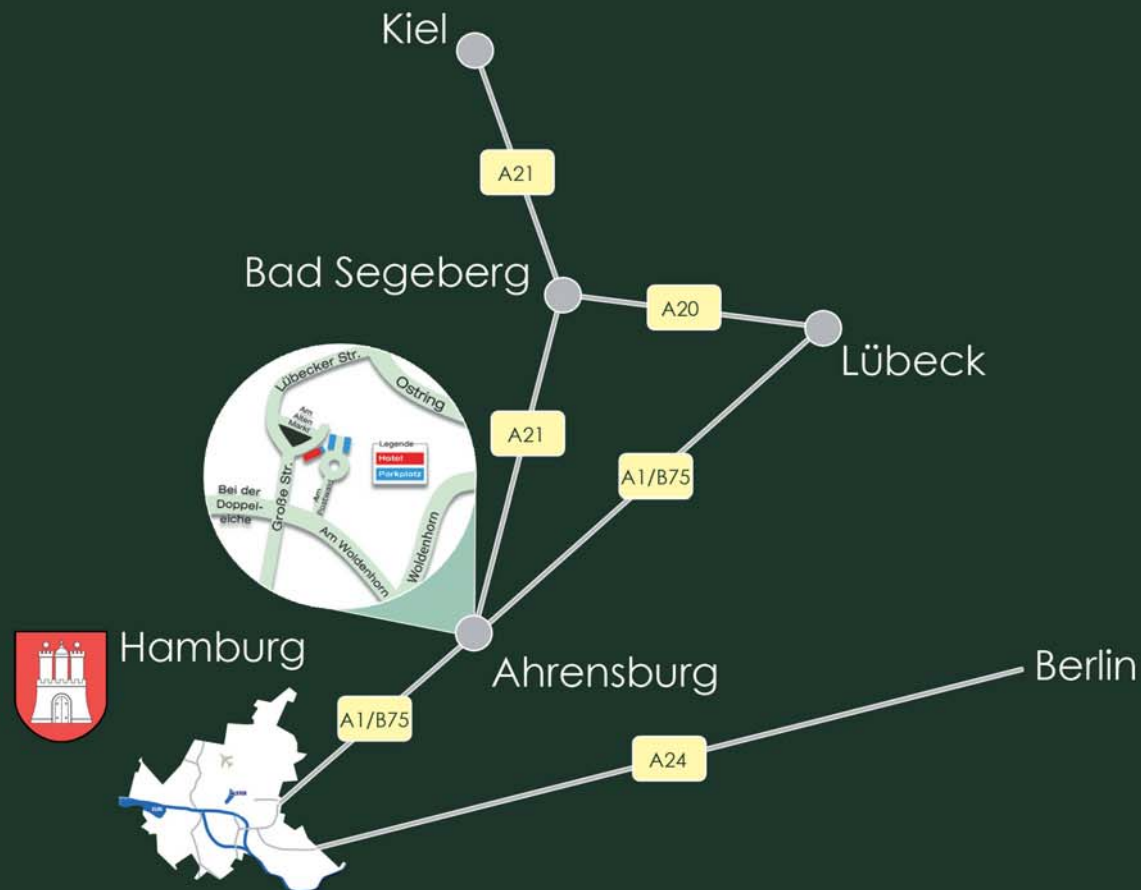 Kiel
A21
Bad Segeberg
A20
Lübeck
Lübecker Str.
Ostring
Am
Alten
Markt
A21
Legende
Hotel
Parkplatz
A1/B75
Große Str.
Bei der
Doppel-
eiche
Am
Am Woldenhorn
Woldenhorn
Hamburg
Ahrensburg
Berlin
A1/B75
A24